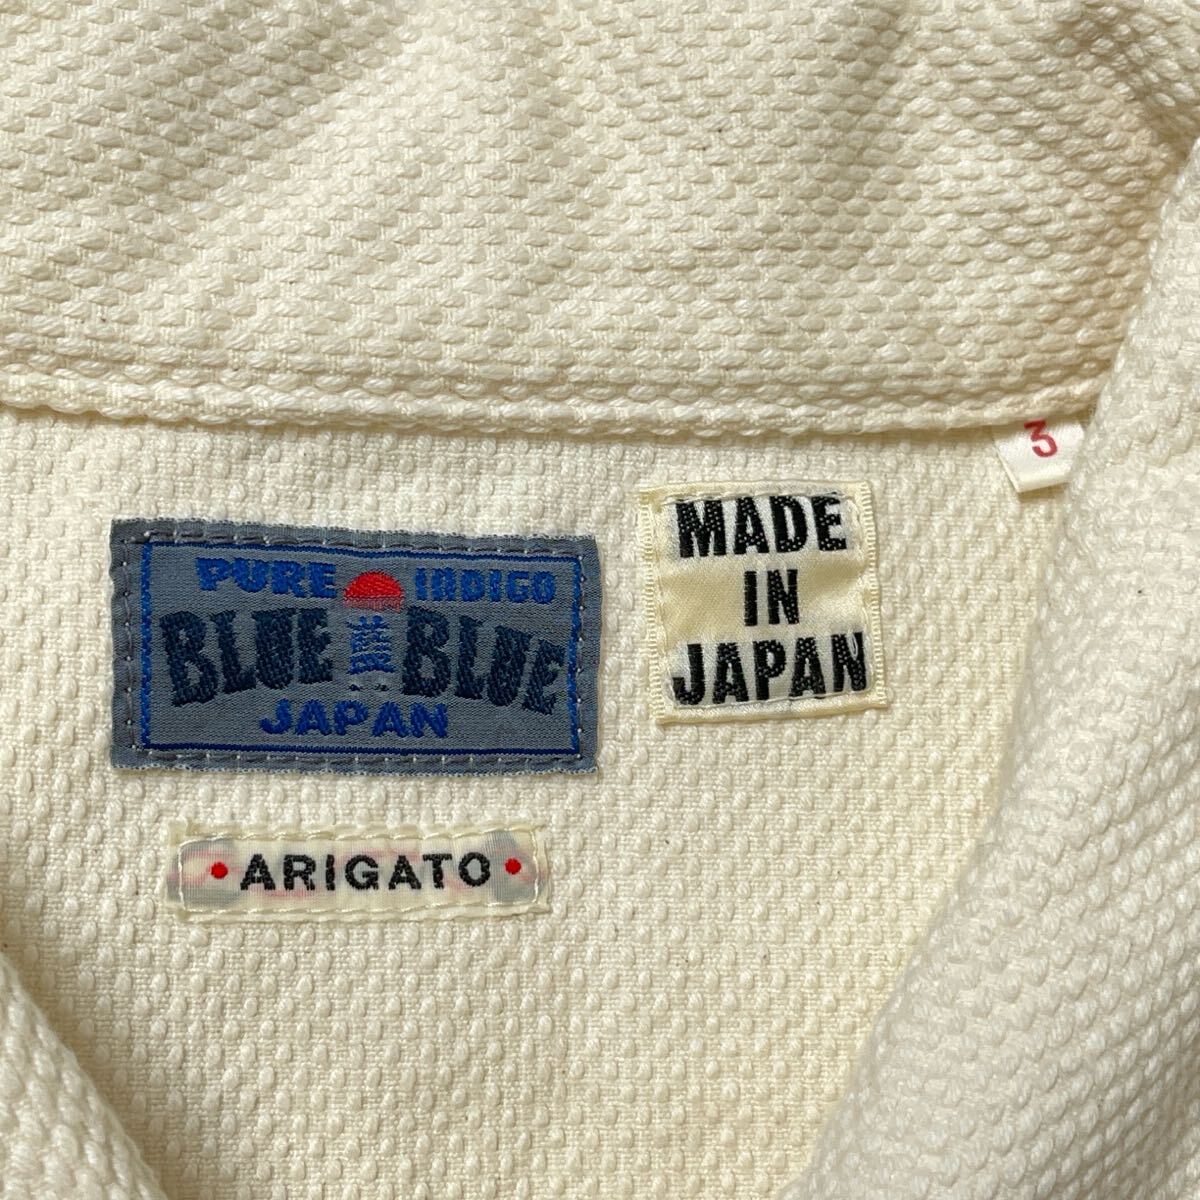 3
PURE INDIGO
BLUE 藍 BLUE
JAPAN
MADE
IN
JAPAN
• ARIGATO •